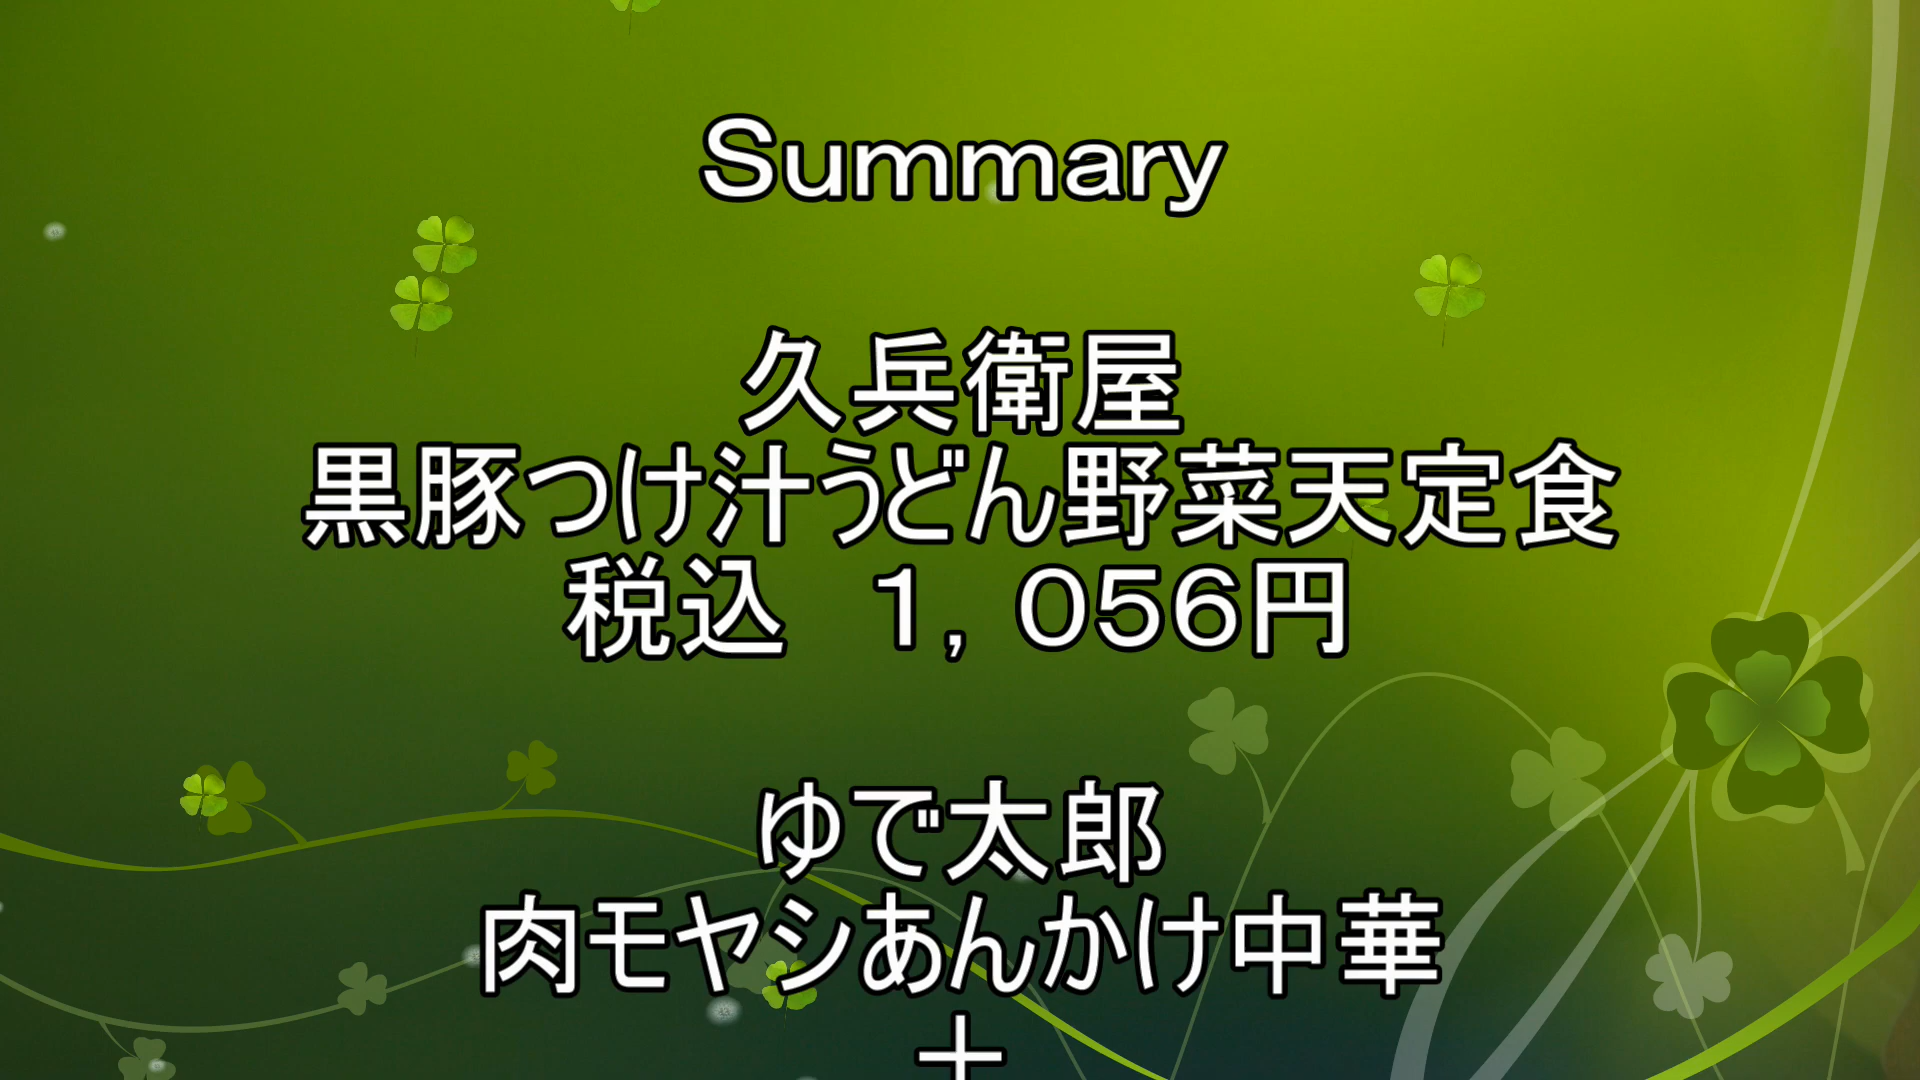 Summary
久兵衛屋
黒豚つけ汁うどん野菜天定食
税込　１，０５６円
ゆで太郎
肉モヤシあんかけ中華
＋